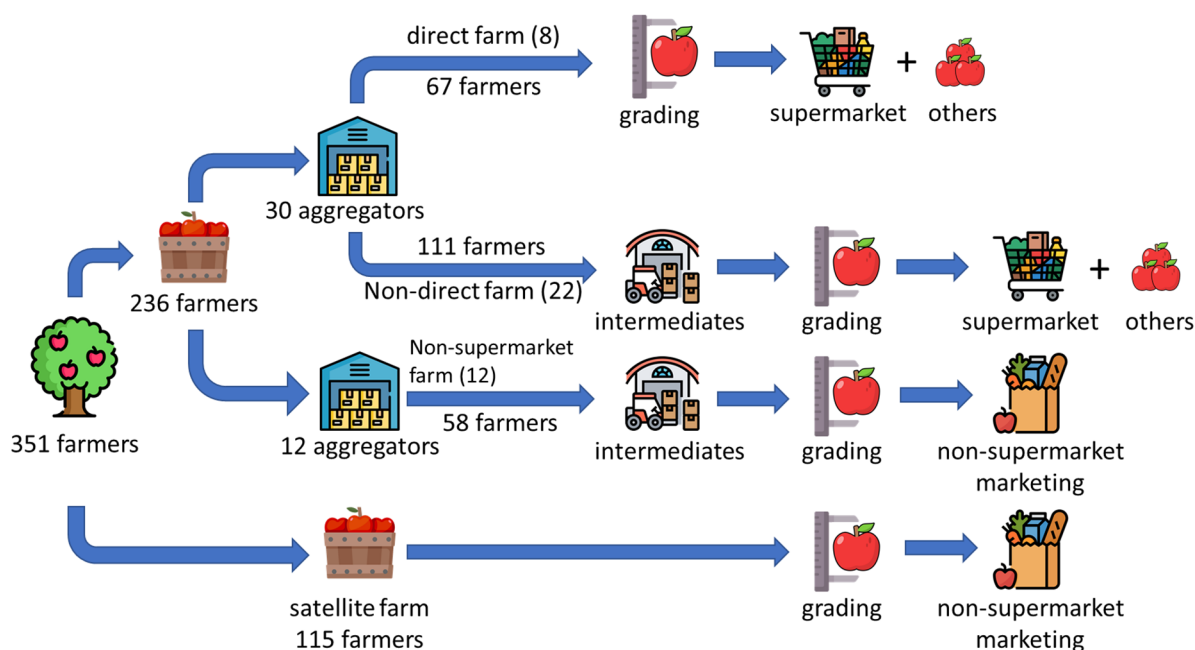 direct farm (8)
67 farmers
grading
supermarket
others
30 aggregators
111 farmers
Non-direct farm (22)
236 farmers
intermediates
grading
supermarket
others
Non-supermarket
farm (12)
351 farmers
12 aggregators
58 farmers
intermediates
grading
non-supermarket
marketing
satellite farm
115 farmers
grading
non-supermarket
marketing